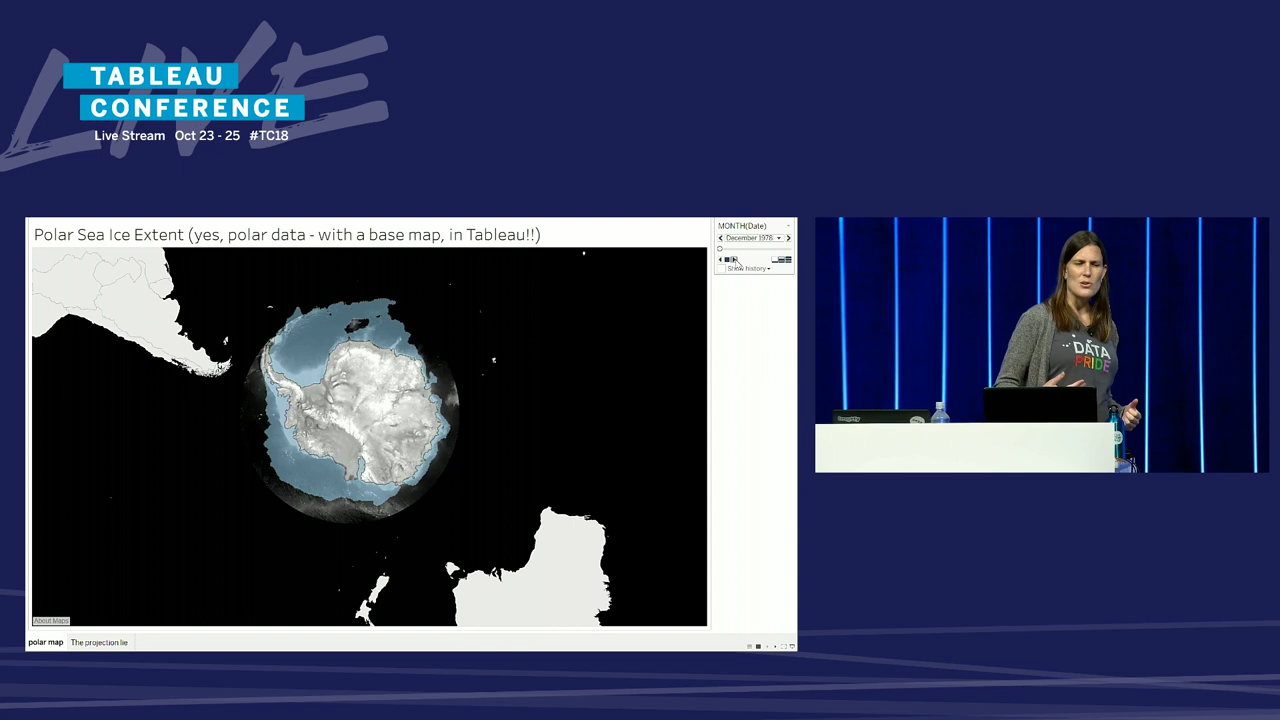 LIVE
TABLEAU
CONFERENCE
Live Stream Oct 23 - 25 #TC18
Polar Sea Ice Extent (yes, polar data - with a base map, in Tableau!!)
MONTH(Date)
December 1978
Show history
About Maps
polar map The projection lie
DATA
PRIDE